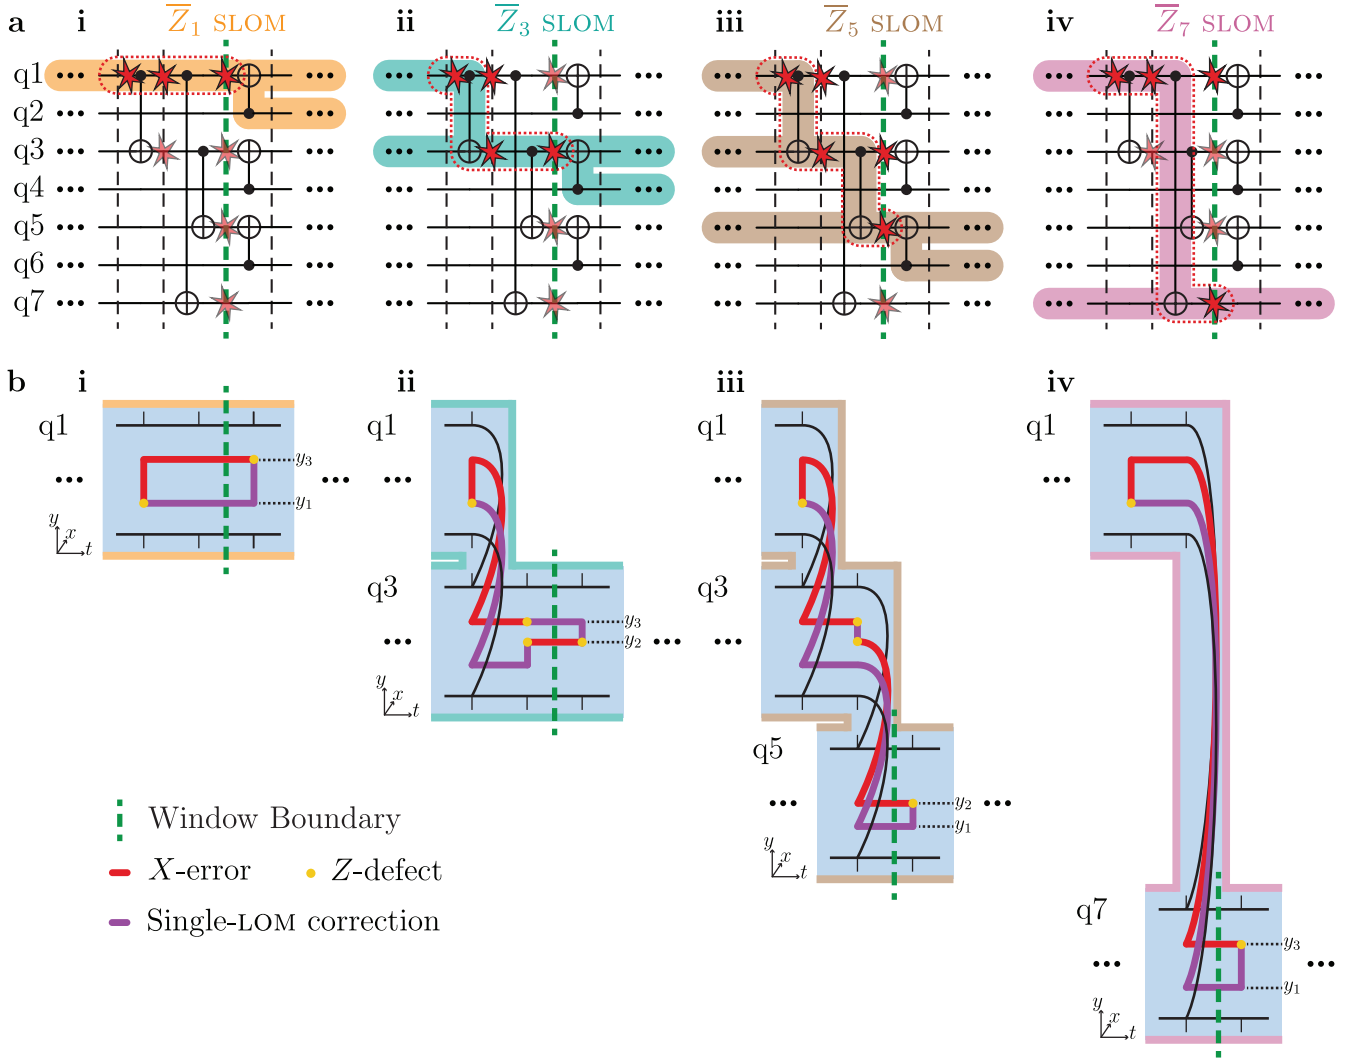 a i Z̅₁ SLOM ii Z̅₃ SLOM iii Z̅₅ SLOM iv Z̅₇ SLOM
q1 ••• ••• ••• ••• ••• ••• ••• •••
q2 ••• •••
q3 ••• ••• ••• ••• ••• ••• ••• •••
q4 ••• ••• ••• ••• ••• ••• ••• •••
q5 ••• ••• ••• ••• ••• ••• ••• •••
q6 ••• ••• ••• ••• ••• ••• ••• •••
q7 ••• ••• ••• ••• ••• ••• ••• •••
b i ii iii iv
q1 q1 q1 q1
y₃
••• ••• ••• ••• •••
y₁
y x t
q3 q3
y₃
••• y₂ ••• •••
y x t
q5
y₂
••• •••
y₁
y x t
Window Boundary
X-error Z-defect
Single-LOM correction
q7
y₃
••• •••
y₁
y x t